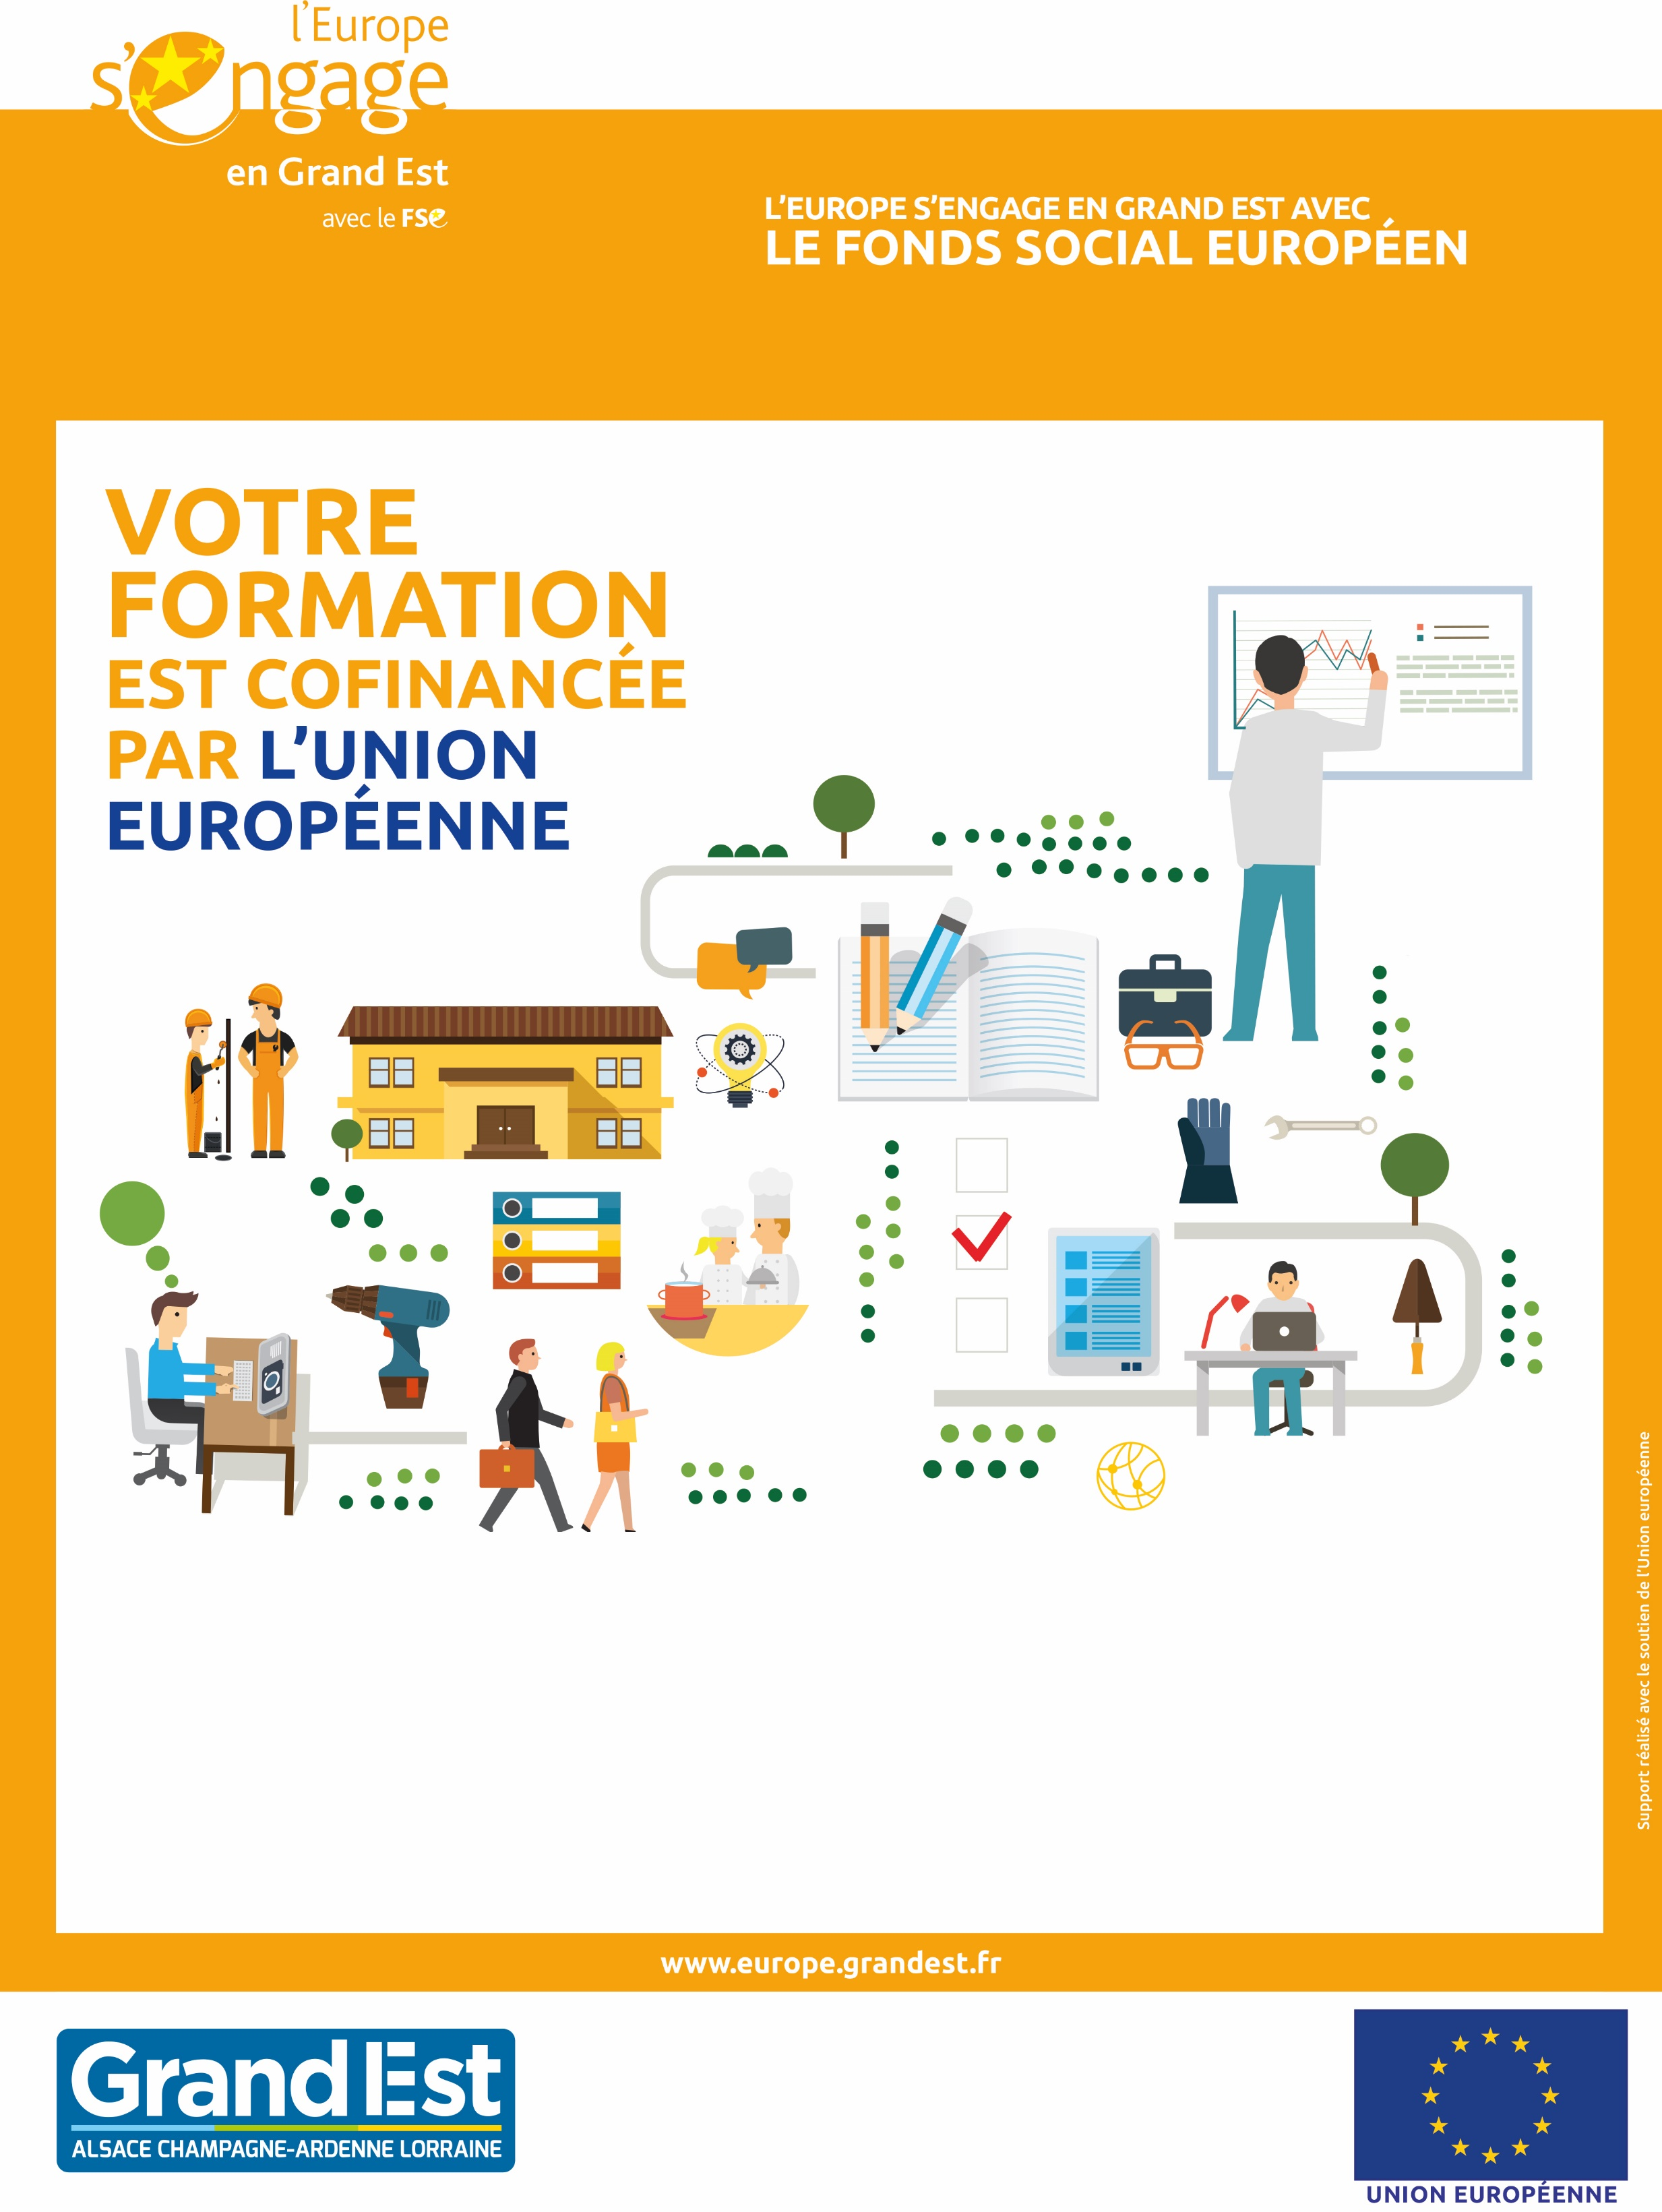 l'Europe
s'engage
en Grand Est
avec le FSe
L'EUROPE S'ENGAGE EN GRAND EST AVEC
LE FONDS SOCIAL EUROPÉEN
VOTRE
FORMATION
EST COFINANCÉE
PAR L'UNION
EUROPÉENNE
Support réalisé avec le soutien de l'Union européenne
www.europe.grandest.fr
Grand Est
ALSACE CHAMPAGNE-ARDENNE LORRAINE
UNION EUROPÉENNE